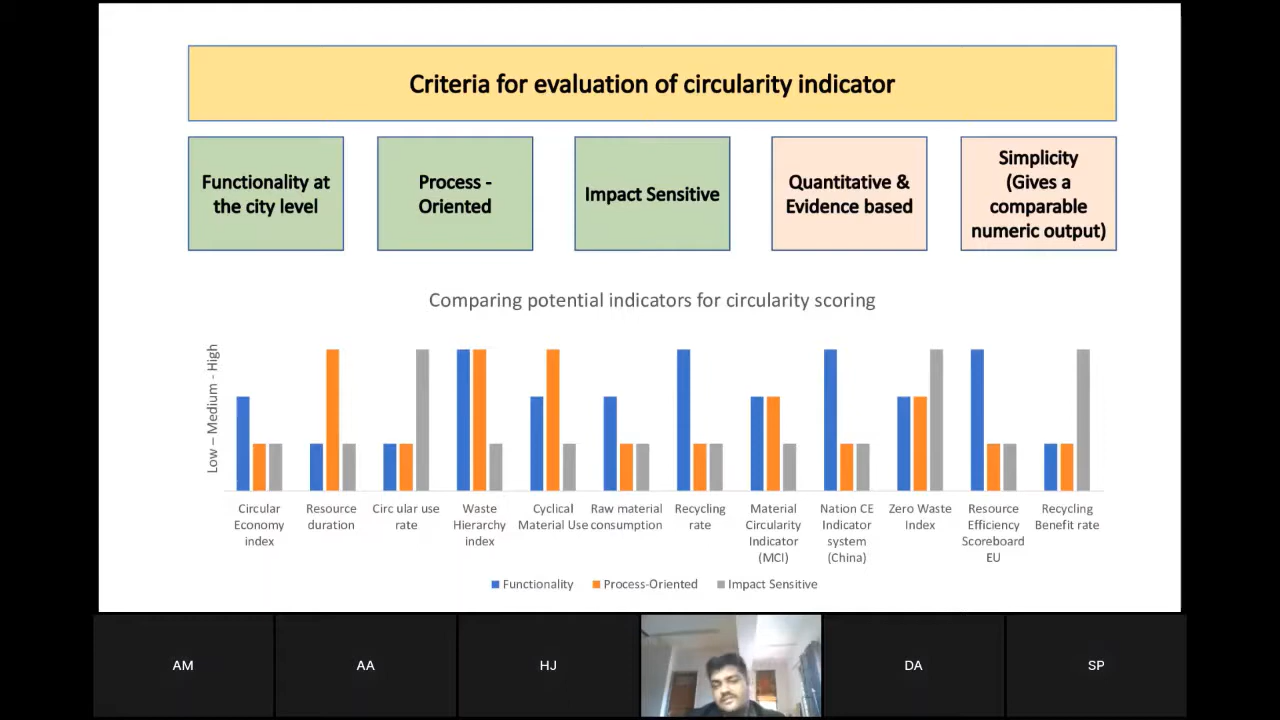 Criteria for evaluation of circularity indicator
Functionality at
the city level
Process -
Oriented
Impact Sensitive
Quantitative &
Evidence based
Simplicity
(Gives a
comparable
numeric output)
Comparing potential indicators for circularity scoring
Low – Medium - High
Circular
Economy
index
Resource
duration
Circ ular use
rate
Waste
Hierarchy
index
Cyclical
Material Use
Raw material
consumption
Recycling
rate
Material
Circularity
Indicator
(MCI)
Nation CE
Indicator
system
(China)
Zero Waste
Index
Resource
Efficiency
Scoreboard
EU
Recycling
Benefit rate
Functionality
Process-Oriented
Impact Sensitive
AM
AA
HJ
DA
SP